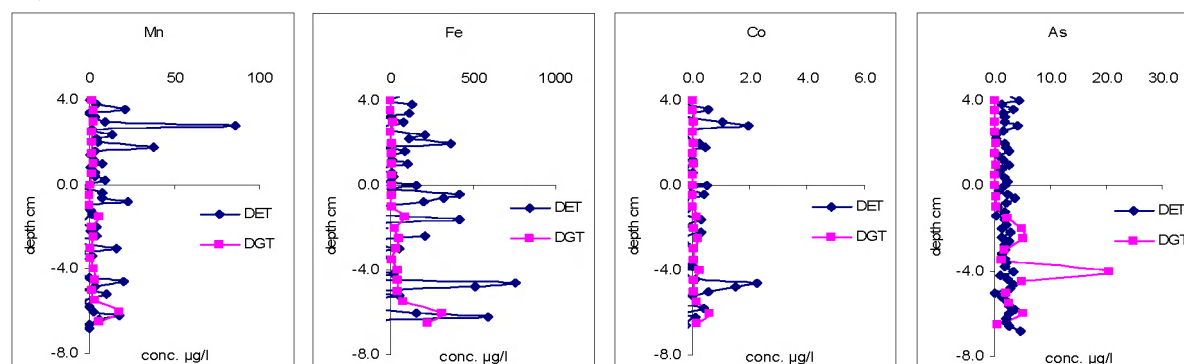 Mn
0 50 100
4.0
0.0
-4.0
-8.0
depth cm
DET
DGT
conc. µg/l
Fe
0 500 1000
4.0
0.0
-4.0
-8.0
depth cm
DET
DGT
conc. µg/l
Co
0.0 2.0 4.0 6.0
4.0
0.0
-4.0
-8.0
depth cm
DET
DGT
conc. µg/l
As
0.0 10.0 20.0 30.0
4.0
0.0
-4.0
-8.0
depth cm
DET
DGT
conc. µg/l